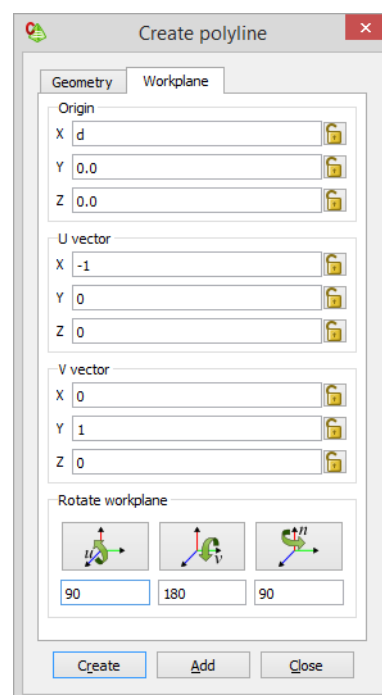 Create polyline
Geometry Workplane
Origin
X d
Y 0.0
Z 0.0
U vector
X -1
Y 0
Z 0
V vector
X 0
Y 1
Z 0
Rotate workplane
u v n
90 180 90
Create Add Close